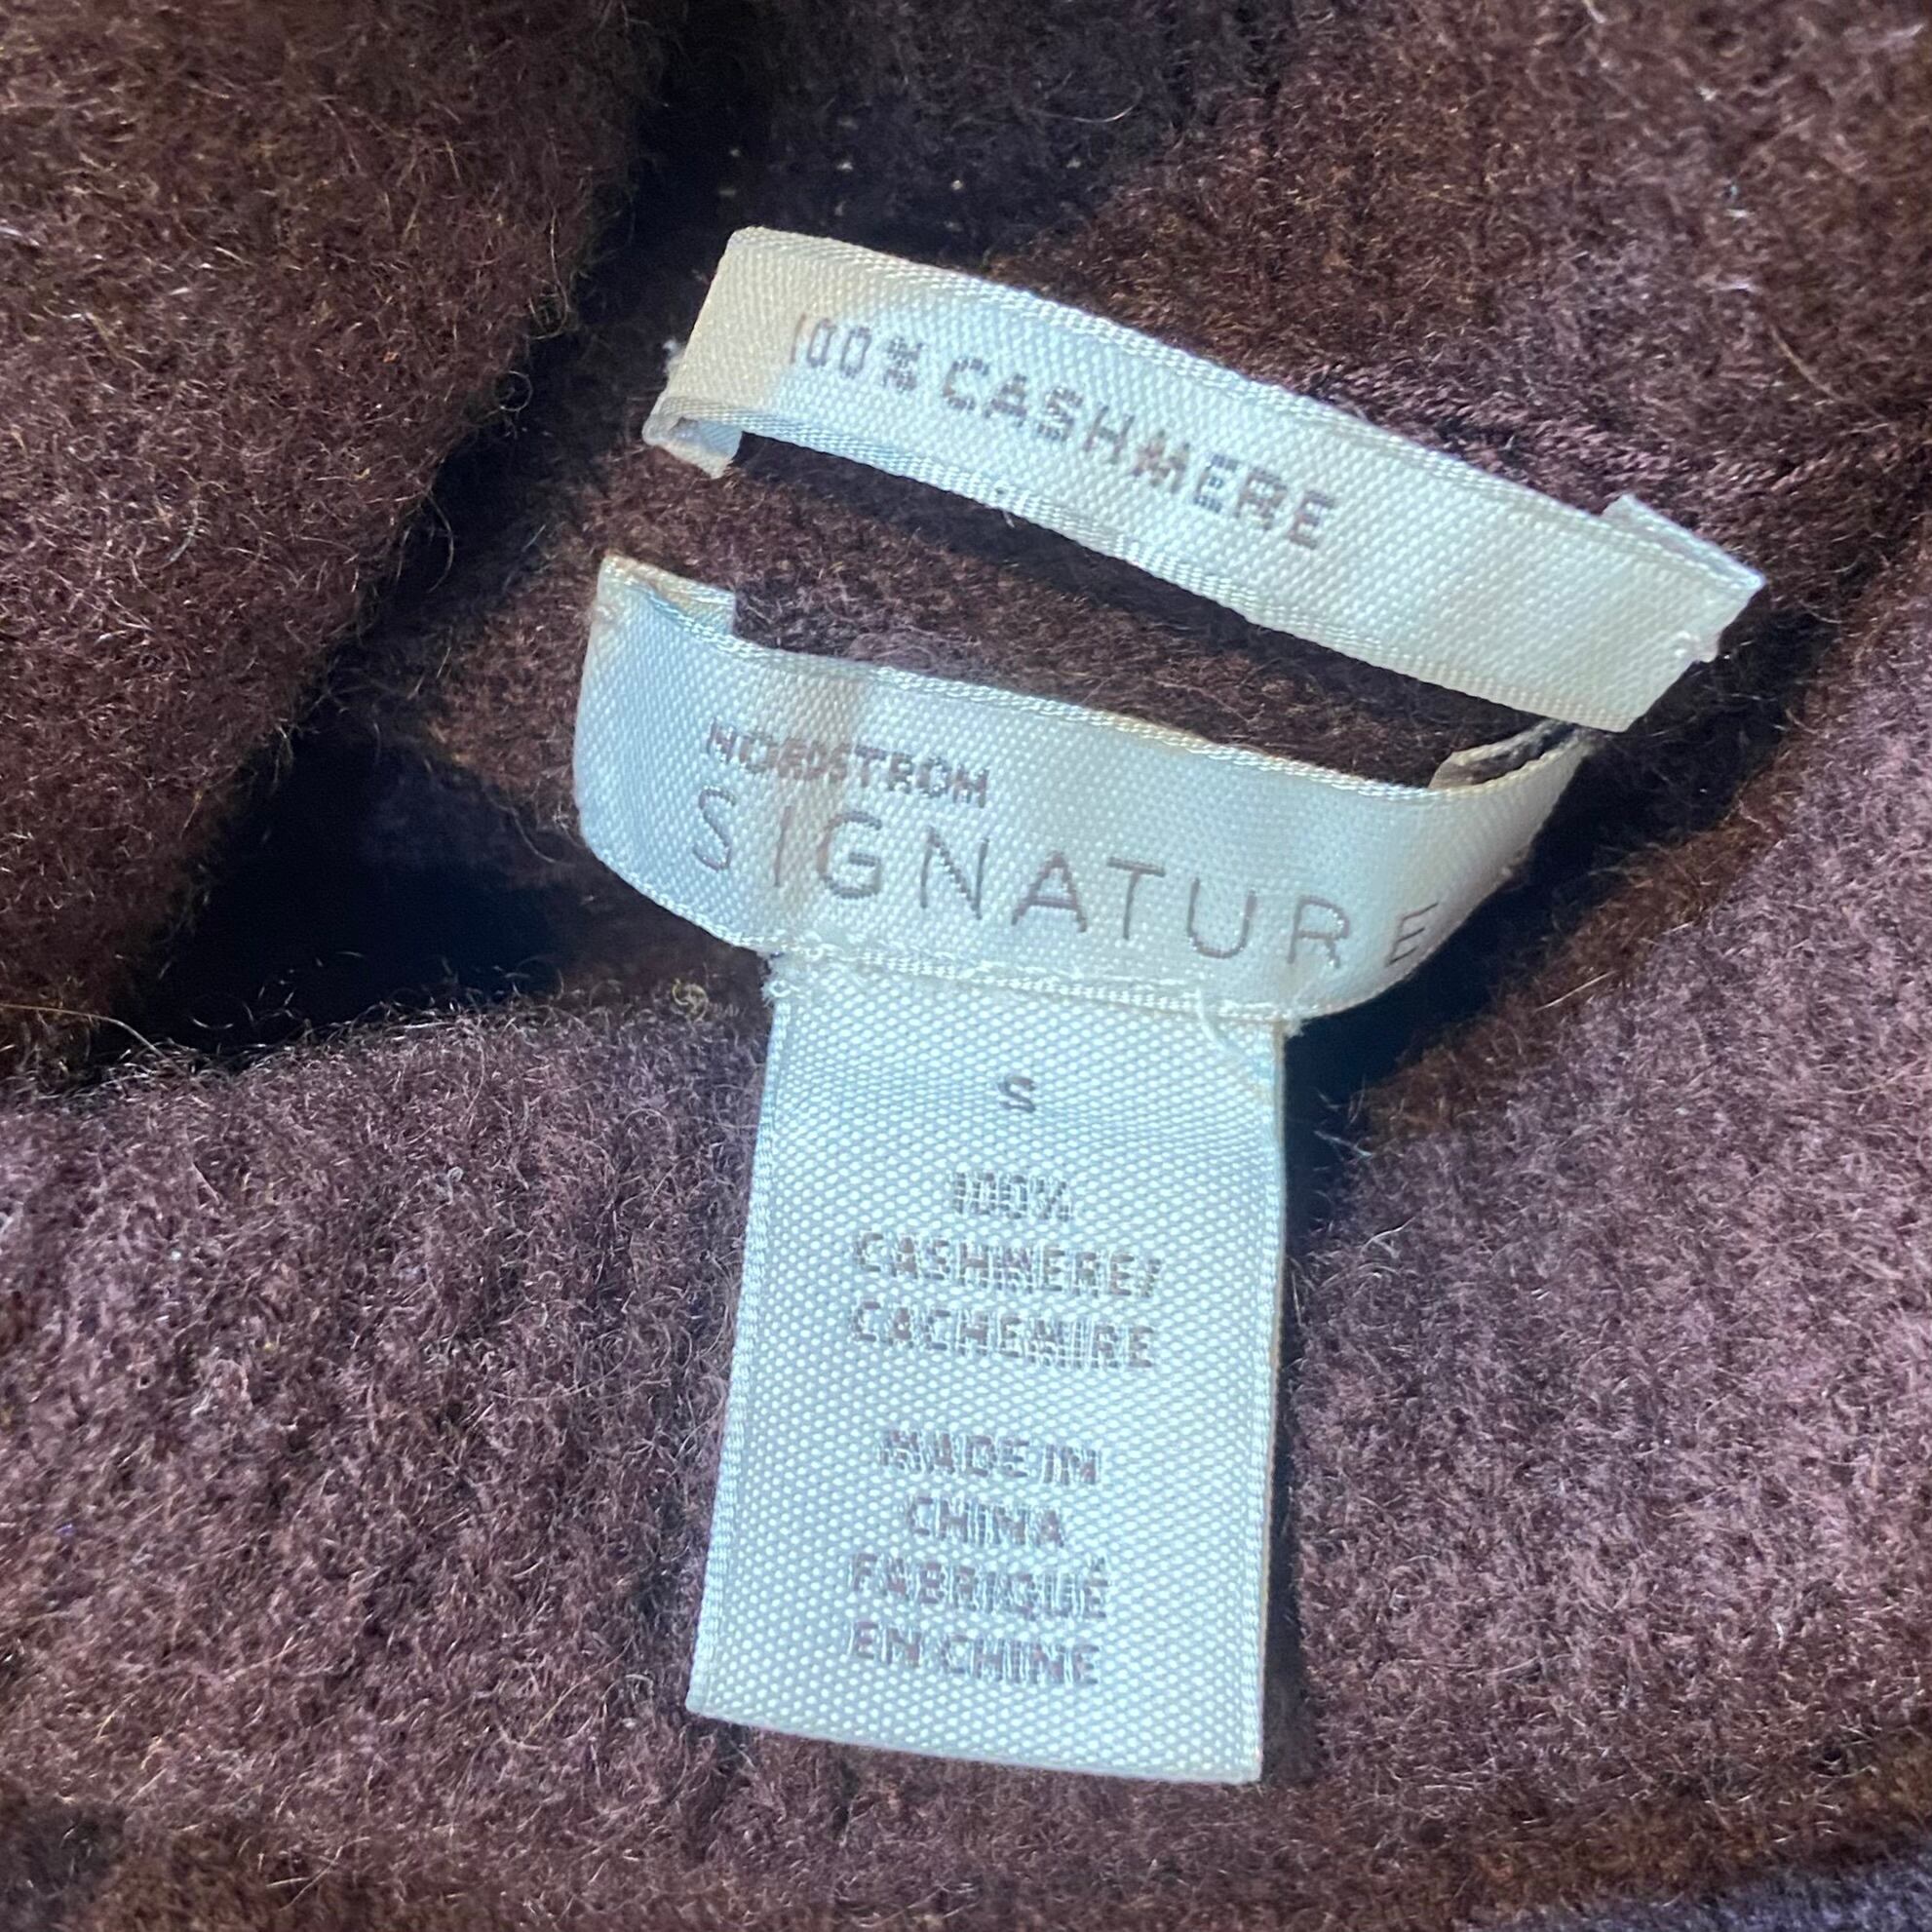 100% CASHMERE
NORDSTROM
SIGNATURE
S
100%
CASHMERE/
CACHEMIRE
MADE IN
CHINA
FABRIQUÉ
EN CHINE